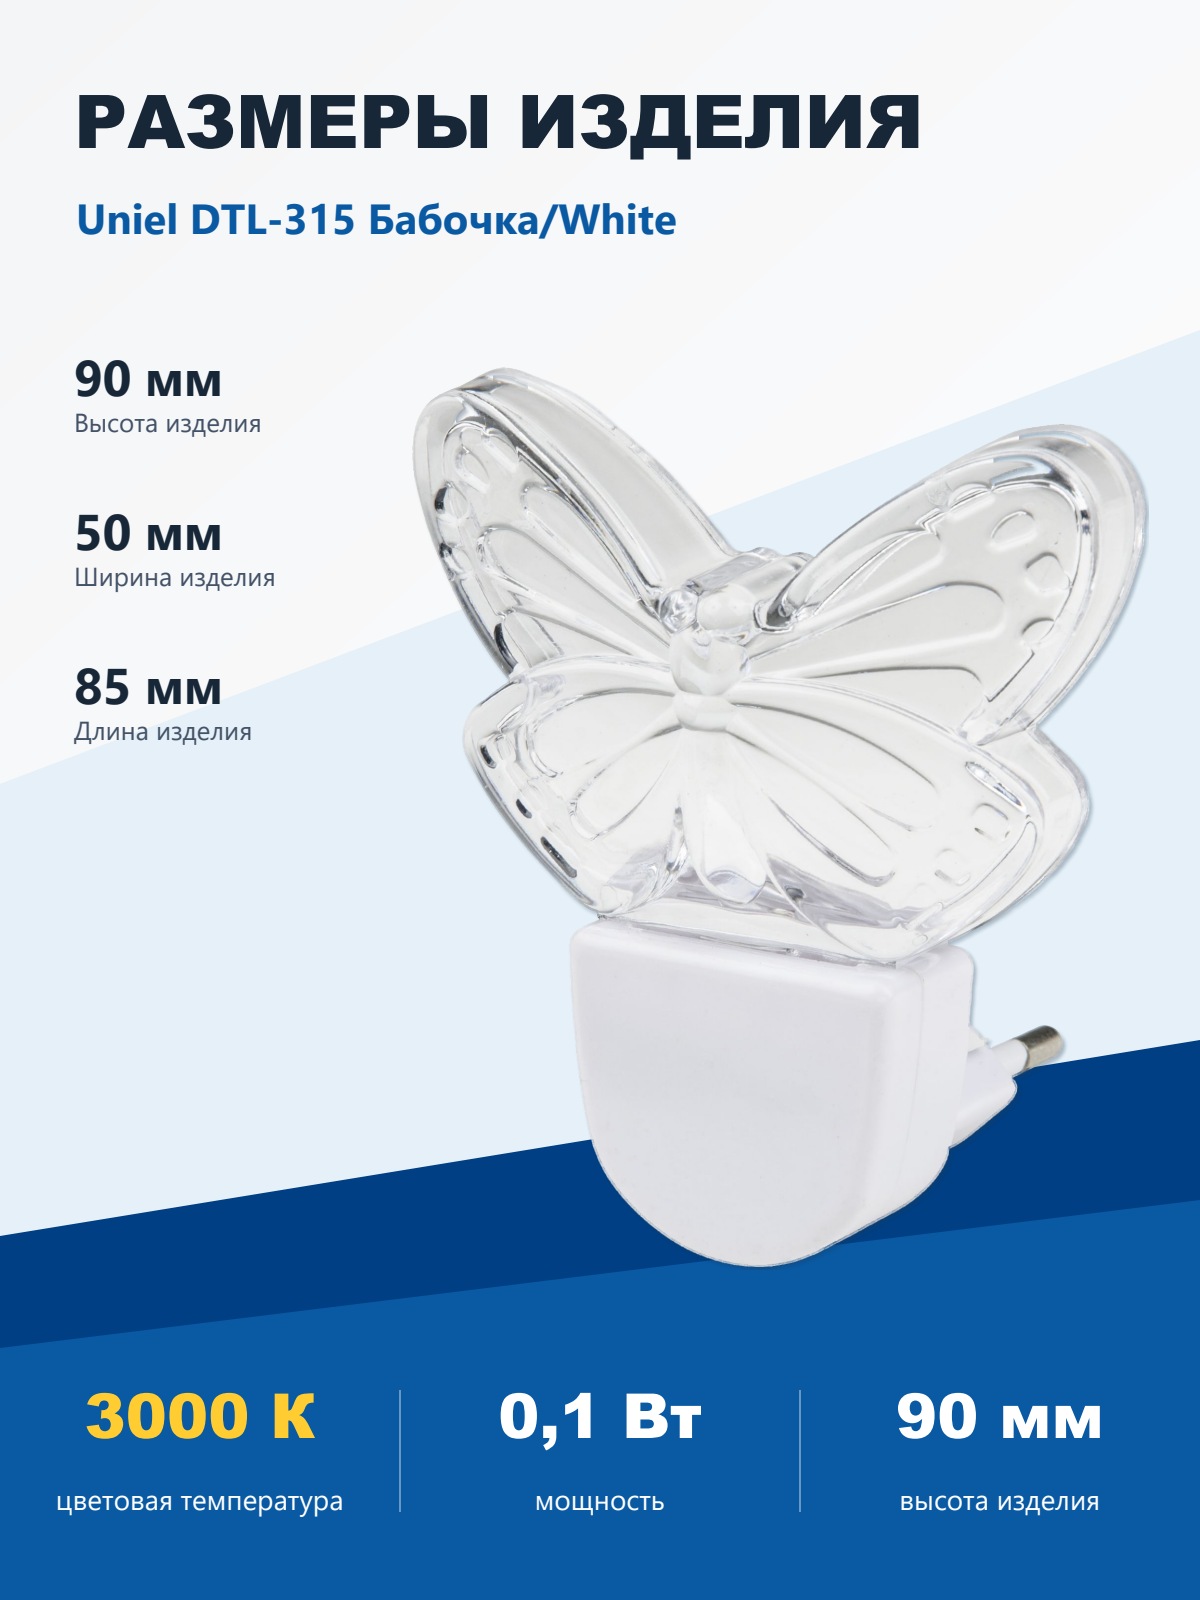 РАЗМЕРЫ ИЗДЕЛИЯ
Uniel DTL-315 Бабочка/White
90 мм
Высота изделия
50 мм
Ширина изделия
85 мм
Длина изделия
3000 К
цветовая температура
0,1 Вт
мощность
90 мм
высота изделия